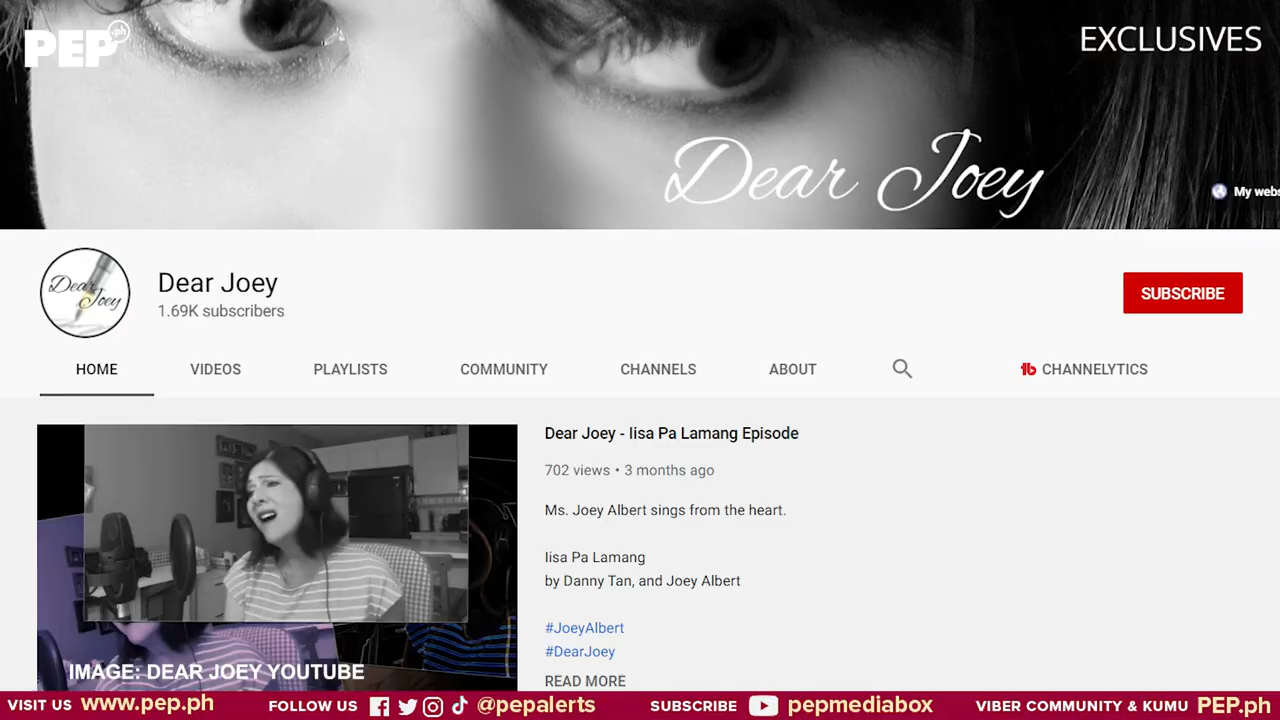 PEP.ph
EXCLUSIVES
Dear Joey
My webs
Dear Joey
Dear Joey
1.69K subscribers
SUBSCRIBE
HOME
VIDEOS
PLAYLISTS
COMMUNITY
CHANNELS
ABOUT
CHANNELYTICS
Dear Joey - Iisa Pa Lamang Episode
702 views • 3 months ago
Ms. Joey Albert sings from the heart.
Iisa Pa Lamang
by Danny Tan, and Joey Albert
#JoeyAlbert
#DearJoey
READ MORE
IMAGE: DEAR JOEY YOUTUBE
VISIT US www.pep.ph FOLLOW US @pepalerts SUBSCRIBE pepmediabox VIBER COMMUNITY & KUMU PEP.ph